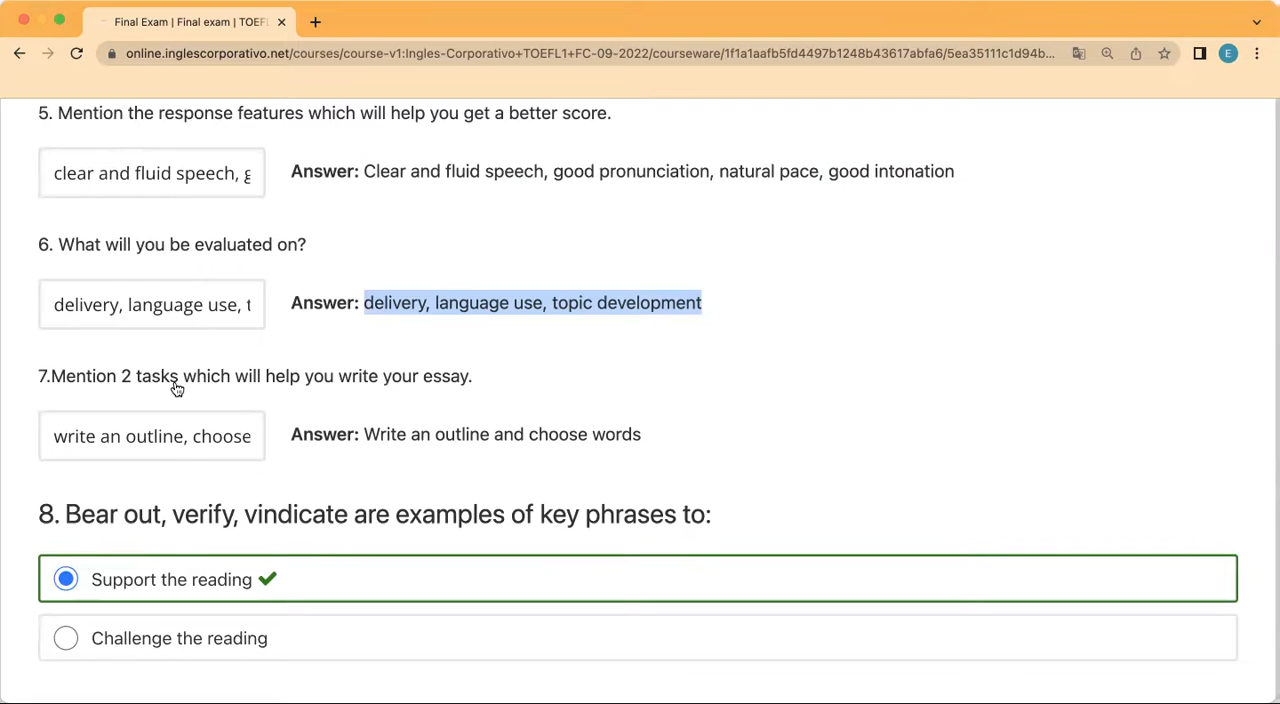 Final Exam | Final exam | TOEF
online.inglescorporativo.net/courses/course-v1:Ingles-Corporativo+TOEFL1+FC-09-2022/courseware/1f1a1aafb5fd4497b1248b43617abfa6/5ea35111c1d94b...
E
5. Mention the response features which will help you get a better score.
clear and fluid speech, g
Answer: Clear and fluid speech, good pronunciation, natural pace, good intonation
6. What will you be evaluated on?
delivery, language use, t
Answer: delivery, language use, topic development
7.Mention 2 tasks which will help you write your essay.
write an outline, choose
Answer: Write an outline and choose words
8. Bear out, verify, vindicate are examples of key phrases to:
Support the reading
Challenge the reading